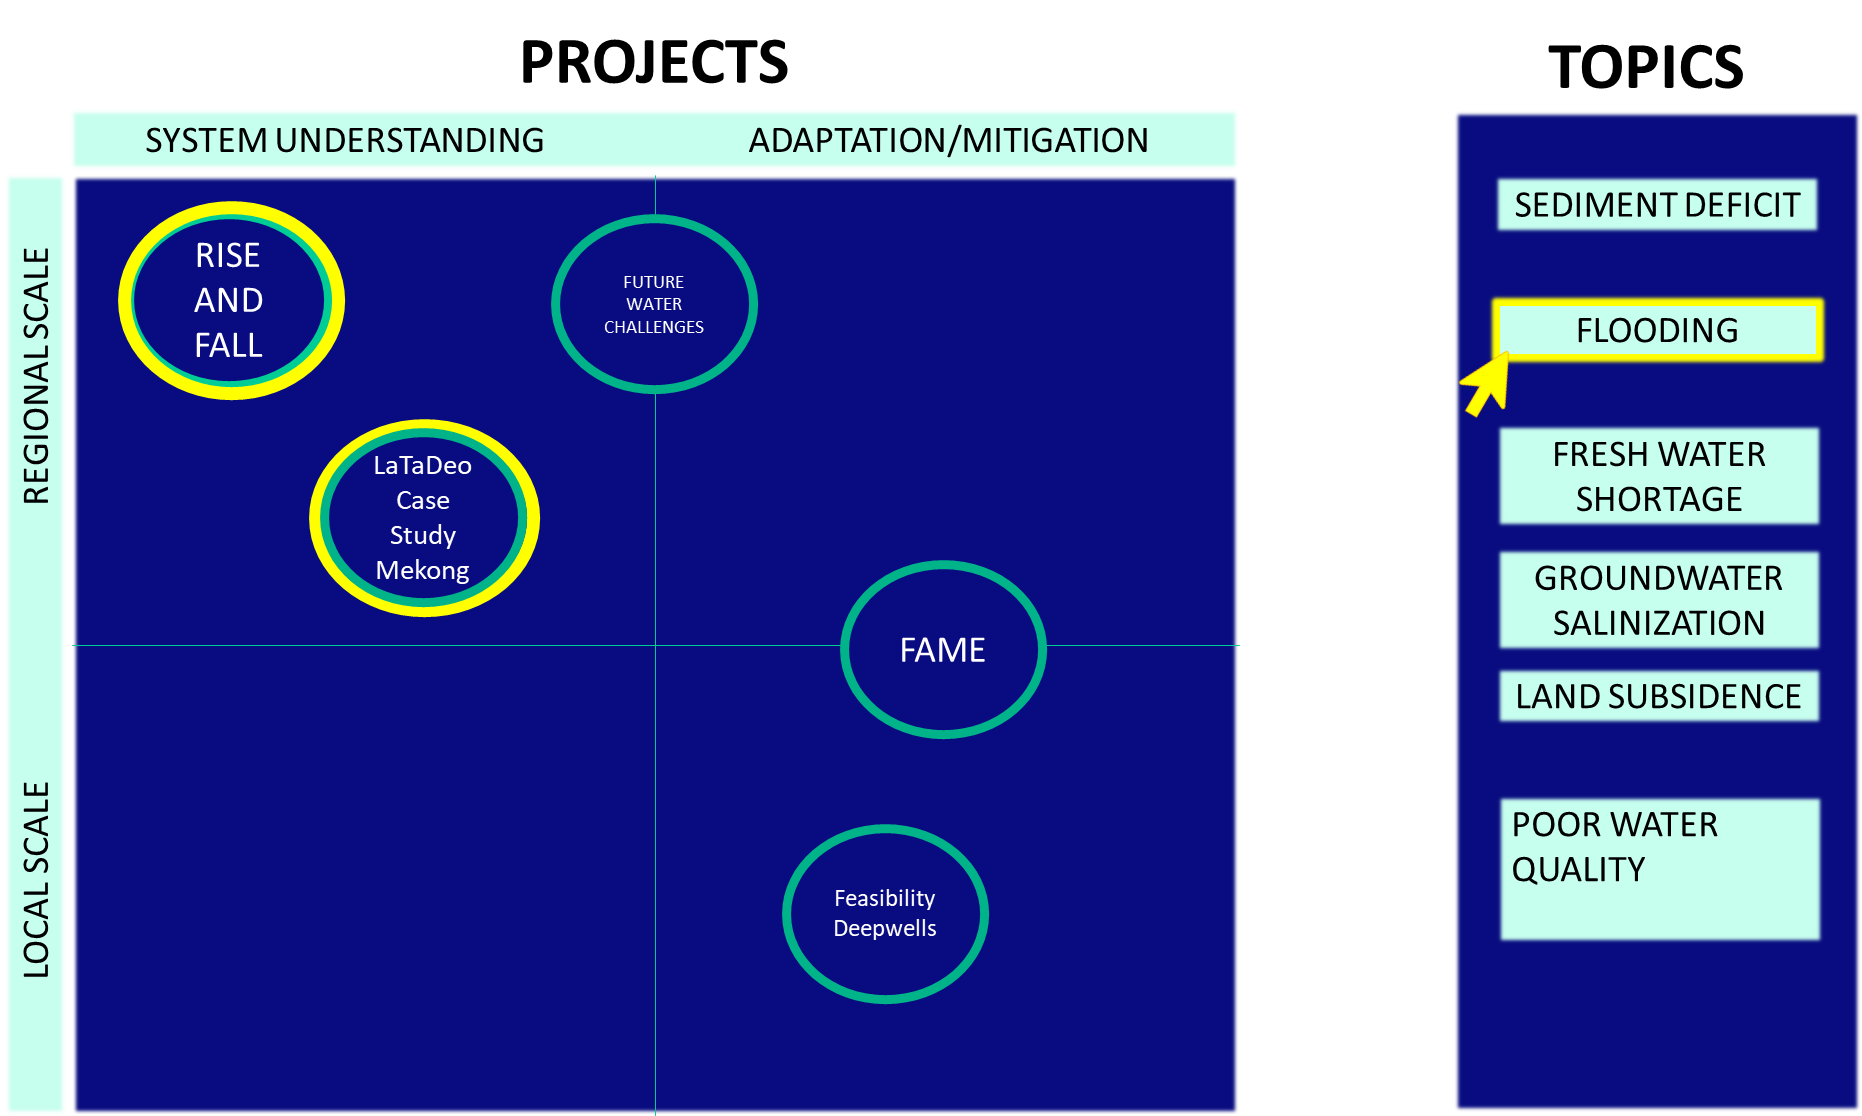 PROJECTS
TOPICS
SYSTEM UNDERSTANDING
ADAPTATION/MITIGATION
REGIONAL SCALE
LOCAL SCALE
RISE
AND
FALL
FUTURE
WATER
CHALLENGES
LaTaDeo
Case
Study
Mekong
FAME
Feasibility
Deepwells
SEDIMENT DEFICIT
FLOODING
FRESH WATER
SHORTAGE
GROUNDWATER
SALINIZATION
LAND SUBSIDENCE
POOR WATER
QUALITY